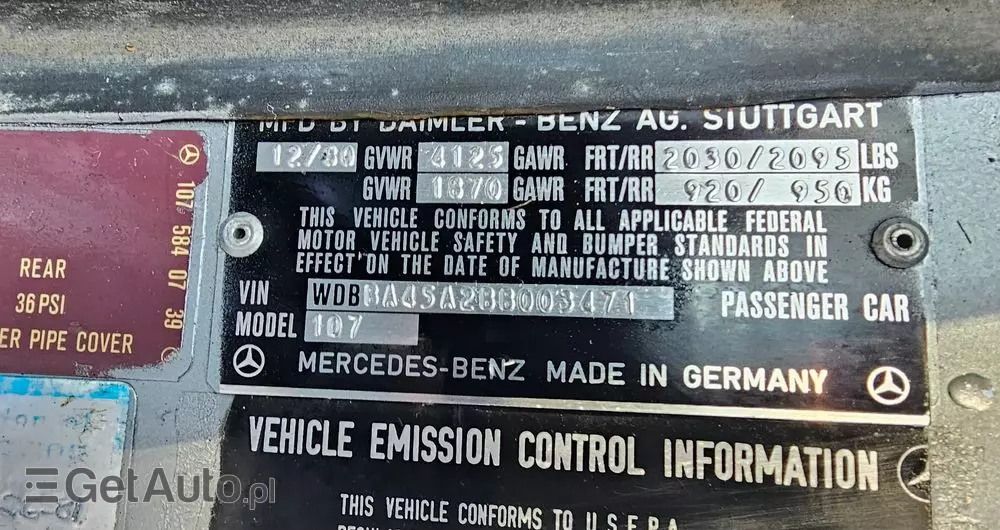 MFD BY DAIMLER - BENZ AG. STUTTGART
12/80 GVWR 4125 GAWR FRT/RR 2030/2095 LBS
GVWR 1870 GAWR FRT/RR 920/ 950 KG
THIS VEHICLE CONFORMS TO ALL APPLICABLE FEDERAL
MOTOR VEHICLE SAFETY AND BUMPER STANDARDS IN
EFFECT ON THE DATE OF MANUFACTURE SHOWN ABOVE
VIN WDBBA45A2BB003471 PASSENGER CAR
MODEL 107
MERCEDES-BENZ MADE IN GERMANY
107 584 07 39
REAR
36 PSI
ER PIPE COVER
VEHICLE EMISSION CONTROL INFORMATION
THIS VEHICLE CONFORMS TO U.S.E.P.A.
GetAuto.pl